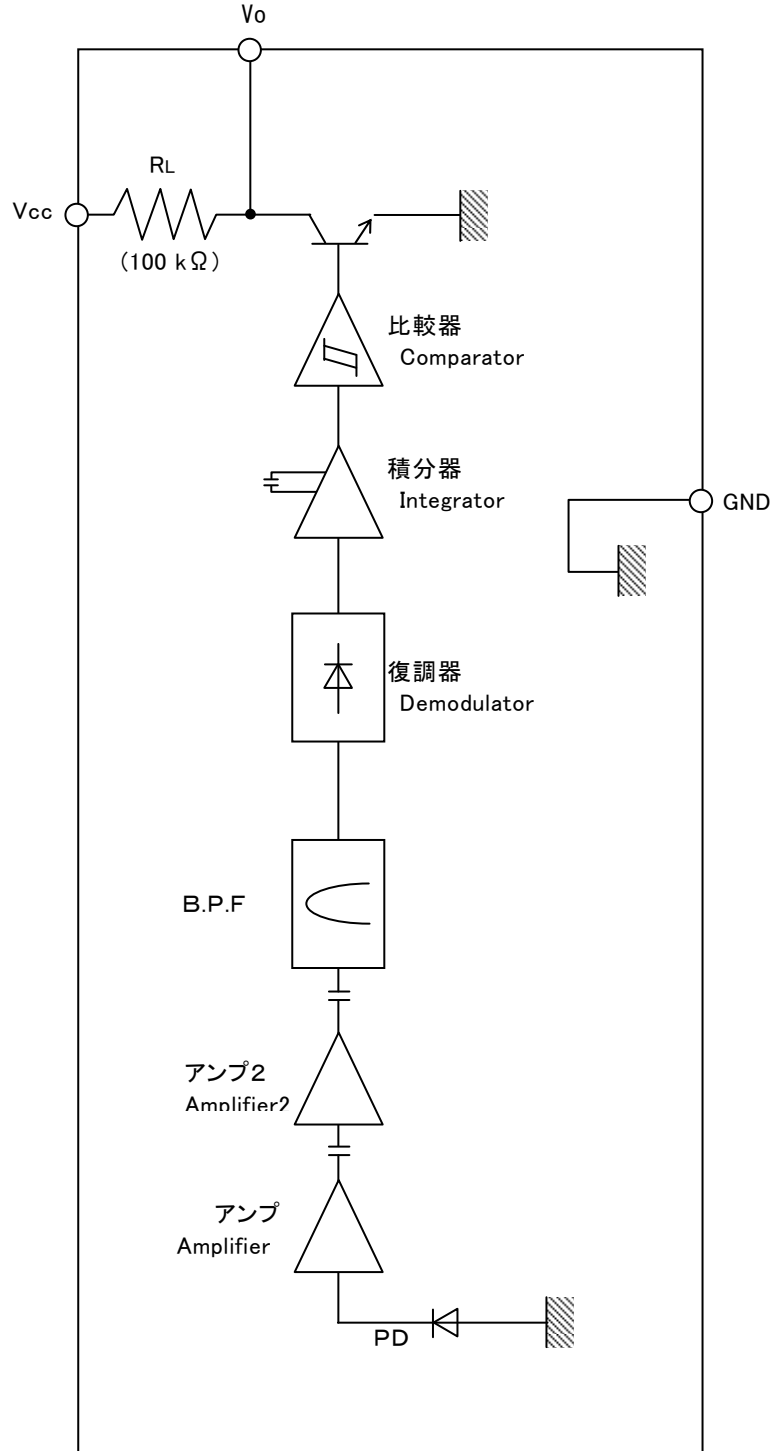 Vo
RL
Vcc
(100 kΩ)
比較器
Comparator
積分器
Integrator
GND
復調器
Demodulator
B.P.F
アンプ2
Amplifier2
アンプ
Amplifier
PD